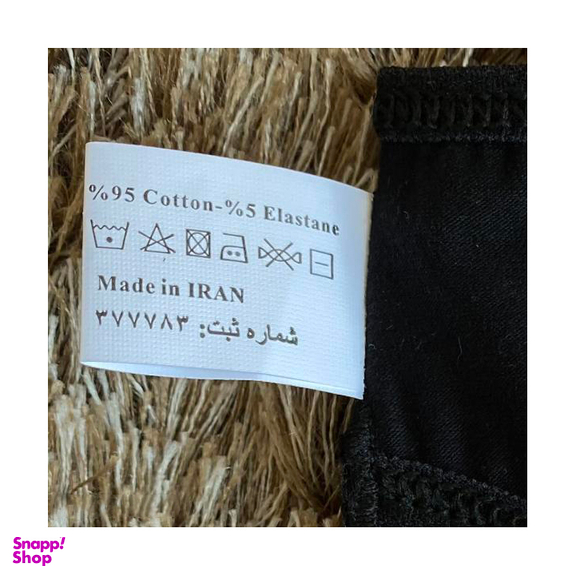 %95 Cotton-%5 Elastane
Made in IRAN
شماره ثبت: ۳۷۷۷۸۳
Snapp!
Shop